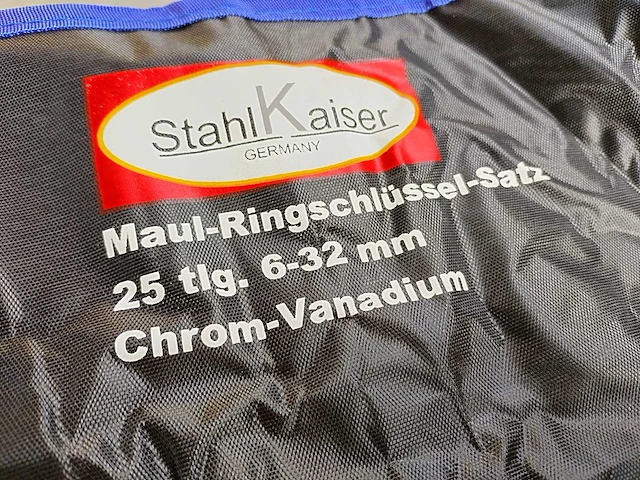 StahlKaiser
GERMANY
Maul-Ringschlüssel-Satz
25 tlg. 6-32 mm
Chrom-Vanadium